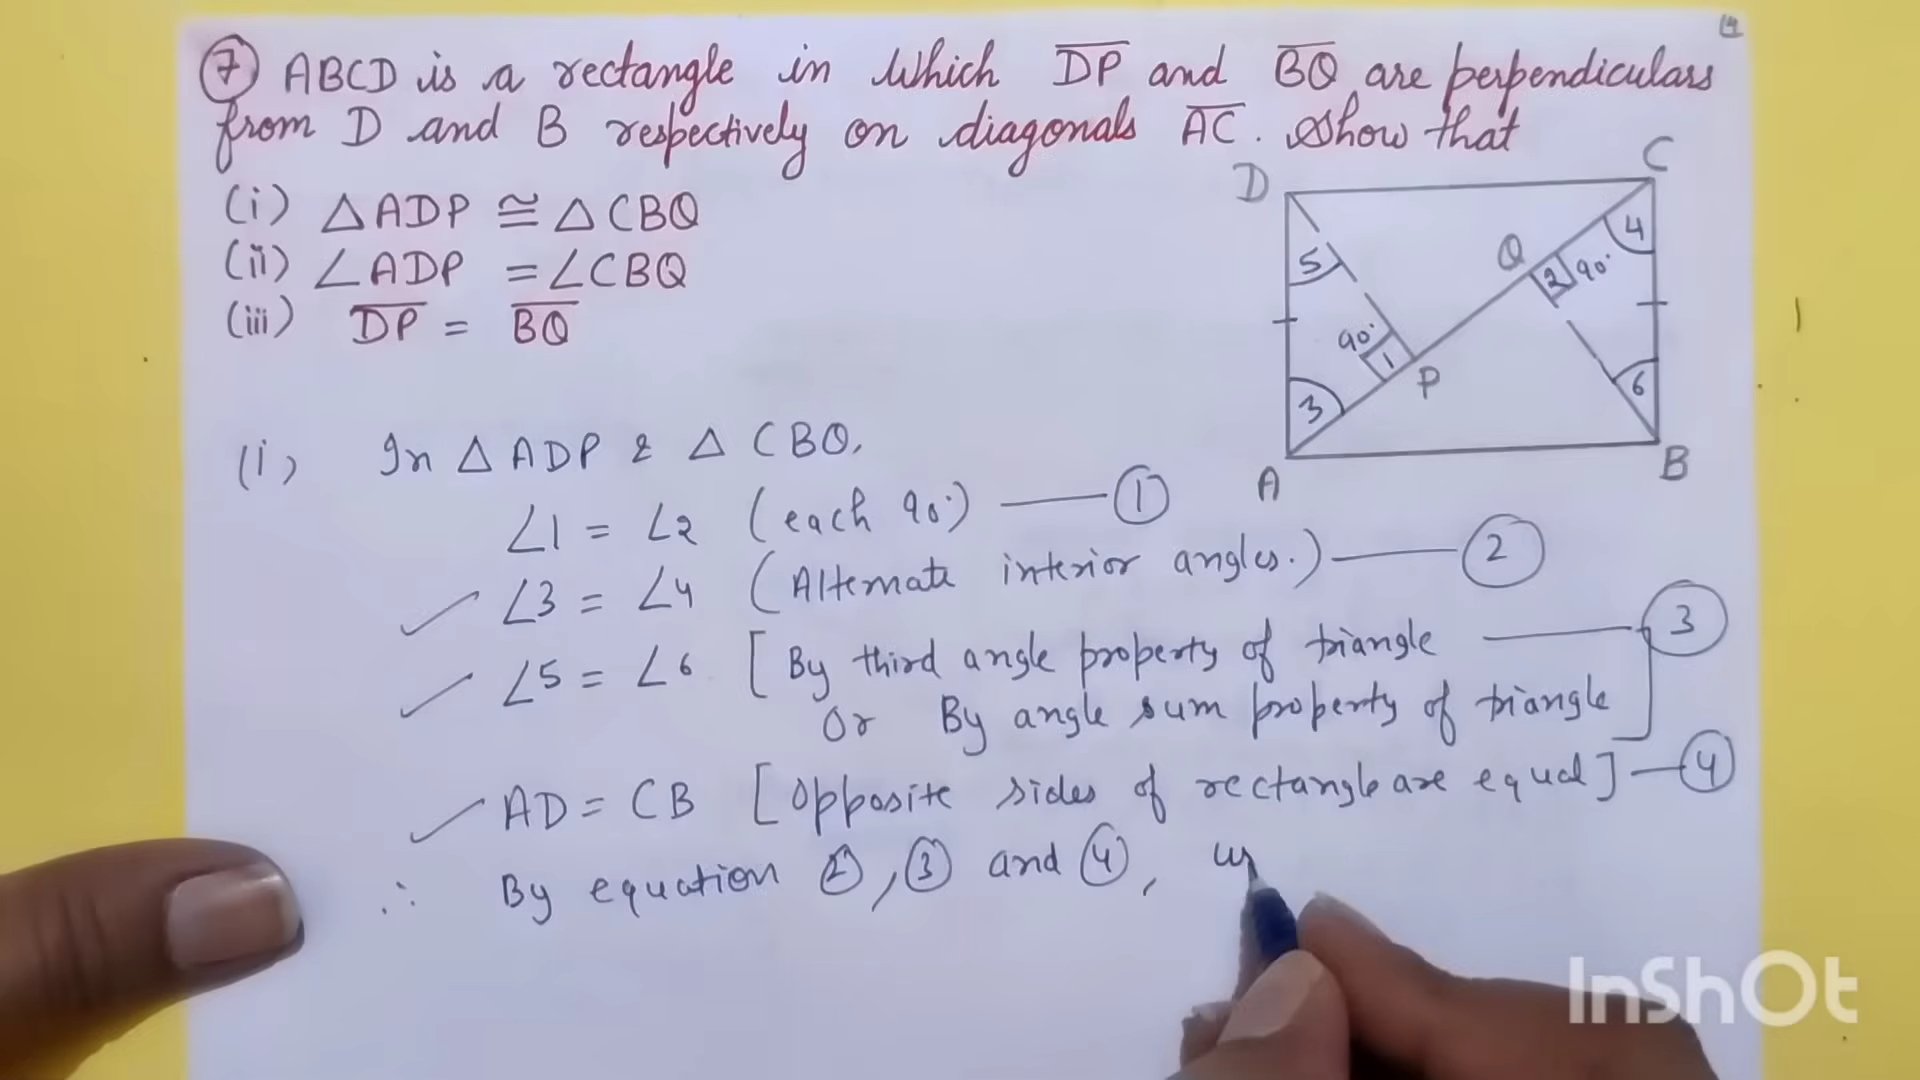 ⑦ ABCD is a rectangle in which DP and BQ are perpendiculars
from D and B respectively on diagonals AC. Show that
(i) △ADP ≅ △CBQ
(ii) ∠ADP = ∠CBQ
(iii) DP = BQ
D
C
5
Q
4
2
90°
90°
1
P
3
6
A
B
(i) In △ADP & △CBQ,
∠1 = ∠2 (each 90°) — ①
∠3 = ∠4 (Alternate interior angles.) — ②
∠5 = ∠6 [By third angle property of triangle — ③
Or By angle sum property of triangle]
AD = CB [Opposite sides of rectangle are equal] — ④
∴ By equation ②, ③ and ④,
InShOt